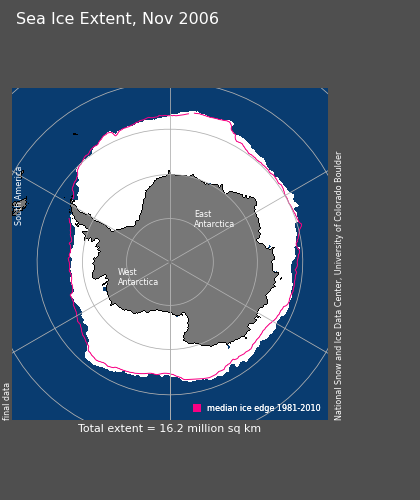 Sea Ice Extent, Nov 2006
South America
East
Antarctica
West
Antarctica
National Snow and Ice Data Center, University of Colorado Boulder
final data
median ice edge 1981-2010
Total extent = 16.2 million sq km